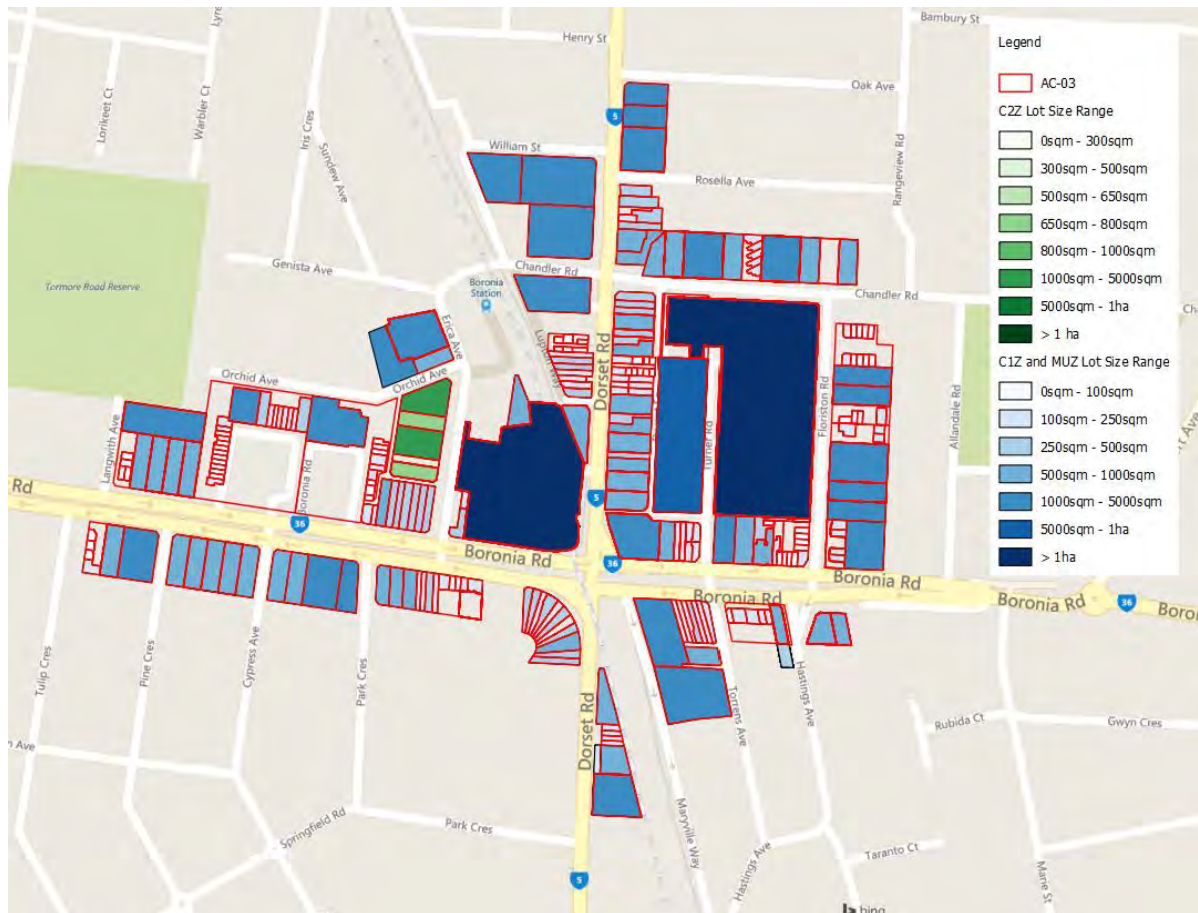 Bambury St
Lyre
Henry St
Legend
AC-03
C2Z Lot Size Range
0sqm - 300sqm
300sqm - 500sqm
500sqm - 650sqm
650sqm - 800sqm
800sqm - 1000sqm
1000sqm - 5000sqm
5000sqm - 1ha
> 1 ha
C1Z and MUZ Lot Size Range
0sqm - 100sqm
100sqm - 250sqm
250sqm - 500sqm
500sqm - 1000sqm
1000sqm - 5000sqm
5000sqm - 1ha
> 1ha
Oak Ave
Lorikeet Ct
Warbler Ct
Iris Cres
Sundew Ave
5
William St
Rosella Ave
Rangeview Rd
Genista Ave
Chandler Rd
Chandler Rd
Tormore Road Reserve
Boronia
Station
Erica Ave
Lupton Way
Dorset Rd
Orchid Ave
Orchid Ave
Turner Rd
Floriston Rd
Allandale Rd
Langwith Ave
Boronia Rd
Rd
36
5
Boronia Rd
36
Boronia Rd
Boronia Rd
Boronia Rd
36
Boron
Tulip Cres
Pine Cres
Cypress Ave
Park Cres
Dorset Rd
Torrens Ave
Hastings Ave
Rubida Ct
Gwyn Cres
n Ave
Springfield Rd
Park Cres
Maryville Way
Hastings Ave
Taranto Ct
Marie St
5
bing